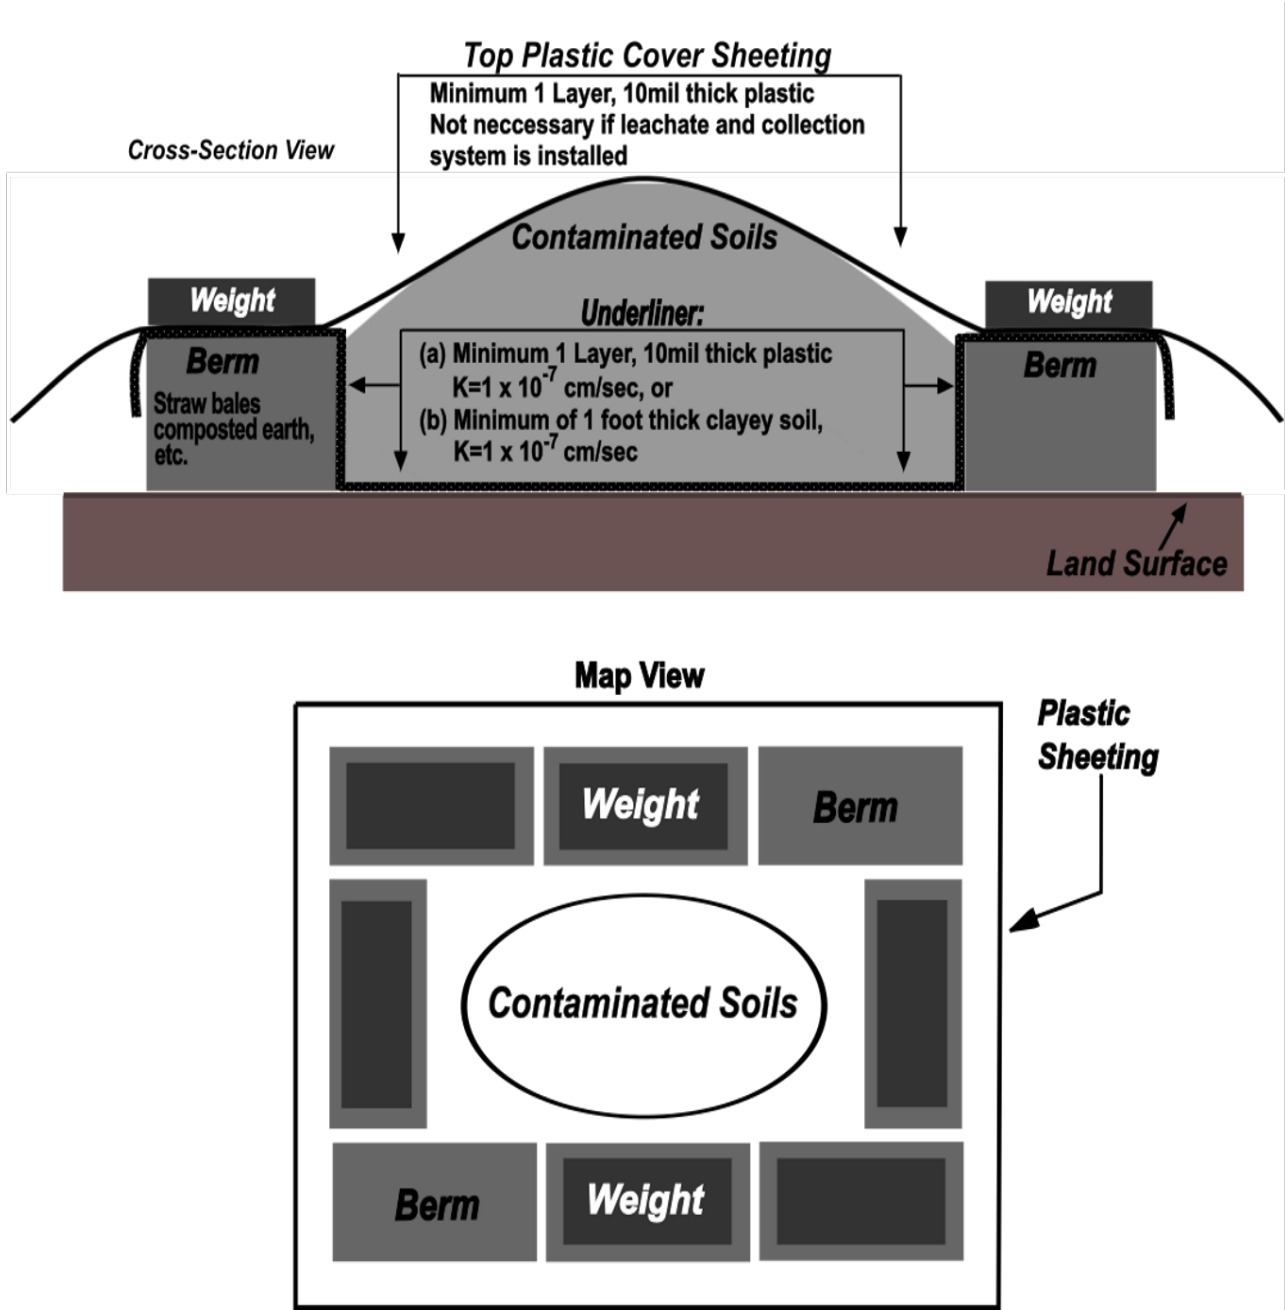 Top Plastic Cover Sheeting
Minimum 1 Layer, 10mil thick plastic
Not neccessary if leachate and collection
system is installed
Cross-Section View
Contaminated Soils
Weight
Weight
Underliner:
Berm
Straw bales
composted earth,
etc.
(a) Minimum 1 Layer, 10mil thick plastic
K=1 x 10⁻⁷ cm/sec, or
(b) Minimum of 1 foot thick clayey soil,
K=1 x 10⁻⁷ cm/sec
Berm
Land Surface
Map View
Plastic
Sheeting
Weight
Berm
Contaminated Soils
Berm
Weight